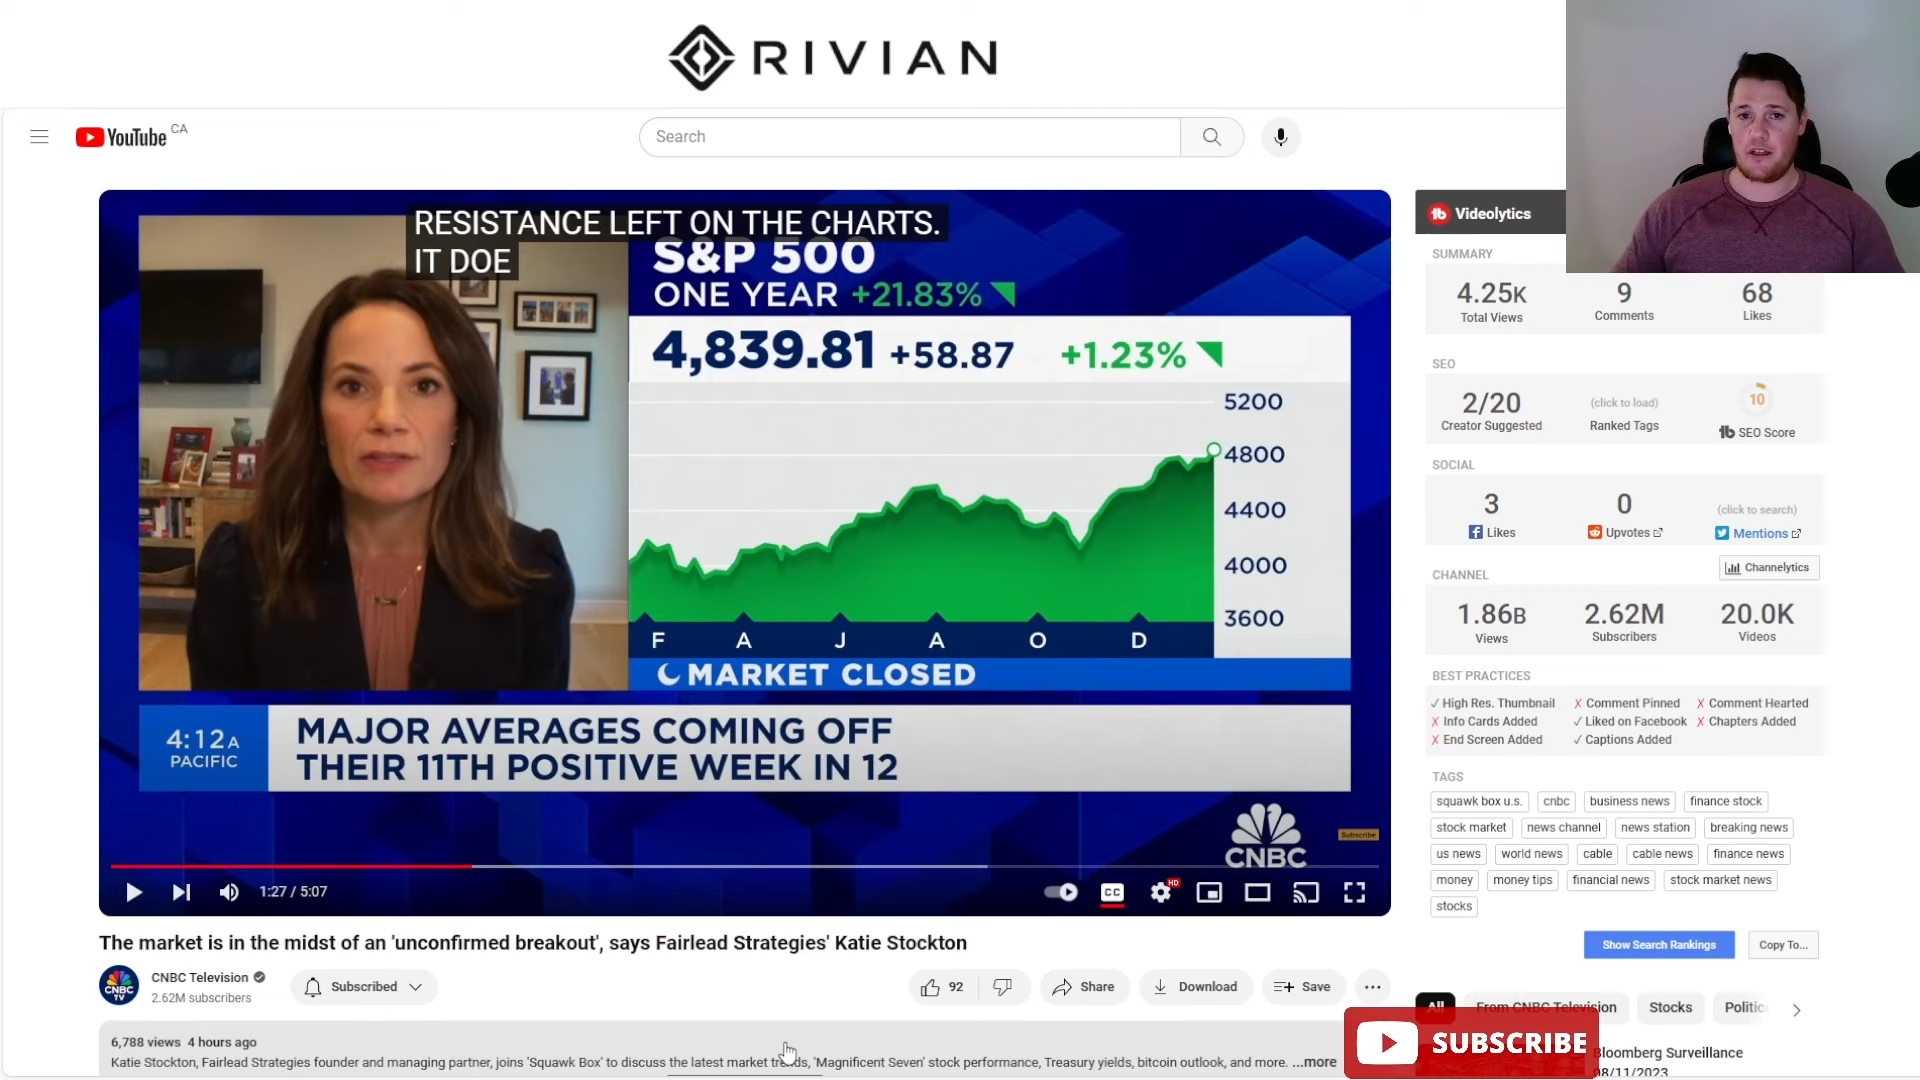 RIVIAN
YouTube CA
Search
RESISTANCE LEFT ON THE CHARTS.
IT DOE
S&P 500
ONE YEAR +21.83%
4,839.81 +58.87 +1.23%
5200
4800
4400
4000
3600
F A J A O D
MARKET CLOSED
4:12A
PACIFIC
MAJOR AVERAGES COMING OFF
THEIR 11TH POSITIVE WEEK IN 12
CNBC
Subscribe
1:27 / 5:07
CC
HD
The market is in the midst of an 'unconfirmed breakout', says Fairlead Strategies' Katie Stockton
CNBC TV
CNBC Television
2.62M subscribers
Subscribed
92
Share
Download
Save
6,788 views 4 hours ago
Katie Stockton, Fairlead Strategies founder and managing partner, joins 'Squawk Box' to discuss the latest market trends, 'Magnificent Seven' stock performance, Treasury yields, bitcoin outlook, and more. ...more
Videolytics
SUMMARY
4.25K 9 68
Total Views Comments Likes
SEO
2/20 (click to load) 10
Creator Suggested Ranked Tags SEO Score
SOCIAL
3 0 (click to search)
Likes Upvotes Mentions
CHANNEL Channelytics
1.86B 2.62M 20.0K
Views Subscribers Videos
BEST PRACTICES
✓ High Res. Thumbnail ✗ Comment Pinned ✗ Comment Hearted
✗ Info Cards Added ✓ Liked on Facebook ✗ Chapters Added
✗ End Screen Added ✓ Captions Added
TAGS
squawk box u.s. cnbc business news finance stock
stock market news channel news station breaking news
us news world news cable cable news finance news
money money tips financial news stock market news
stocks
Show Search Rankings Copy To...
All From CNBC Television Stocks
SUBSCRIBE
Bloomberg Surveillance
08/11/2023